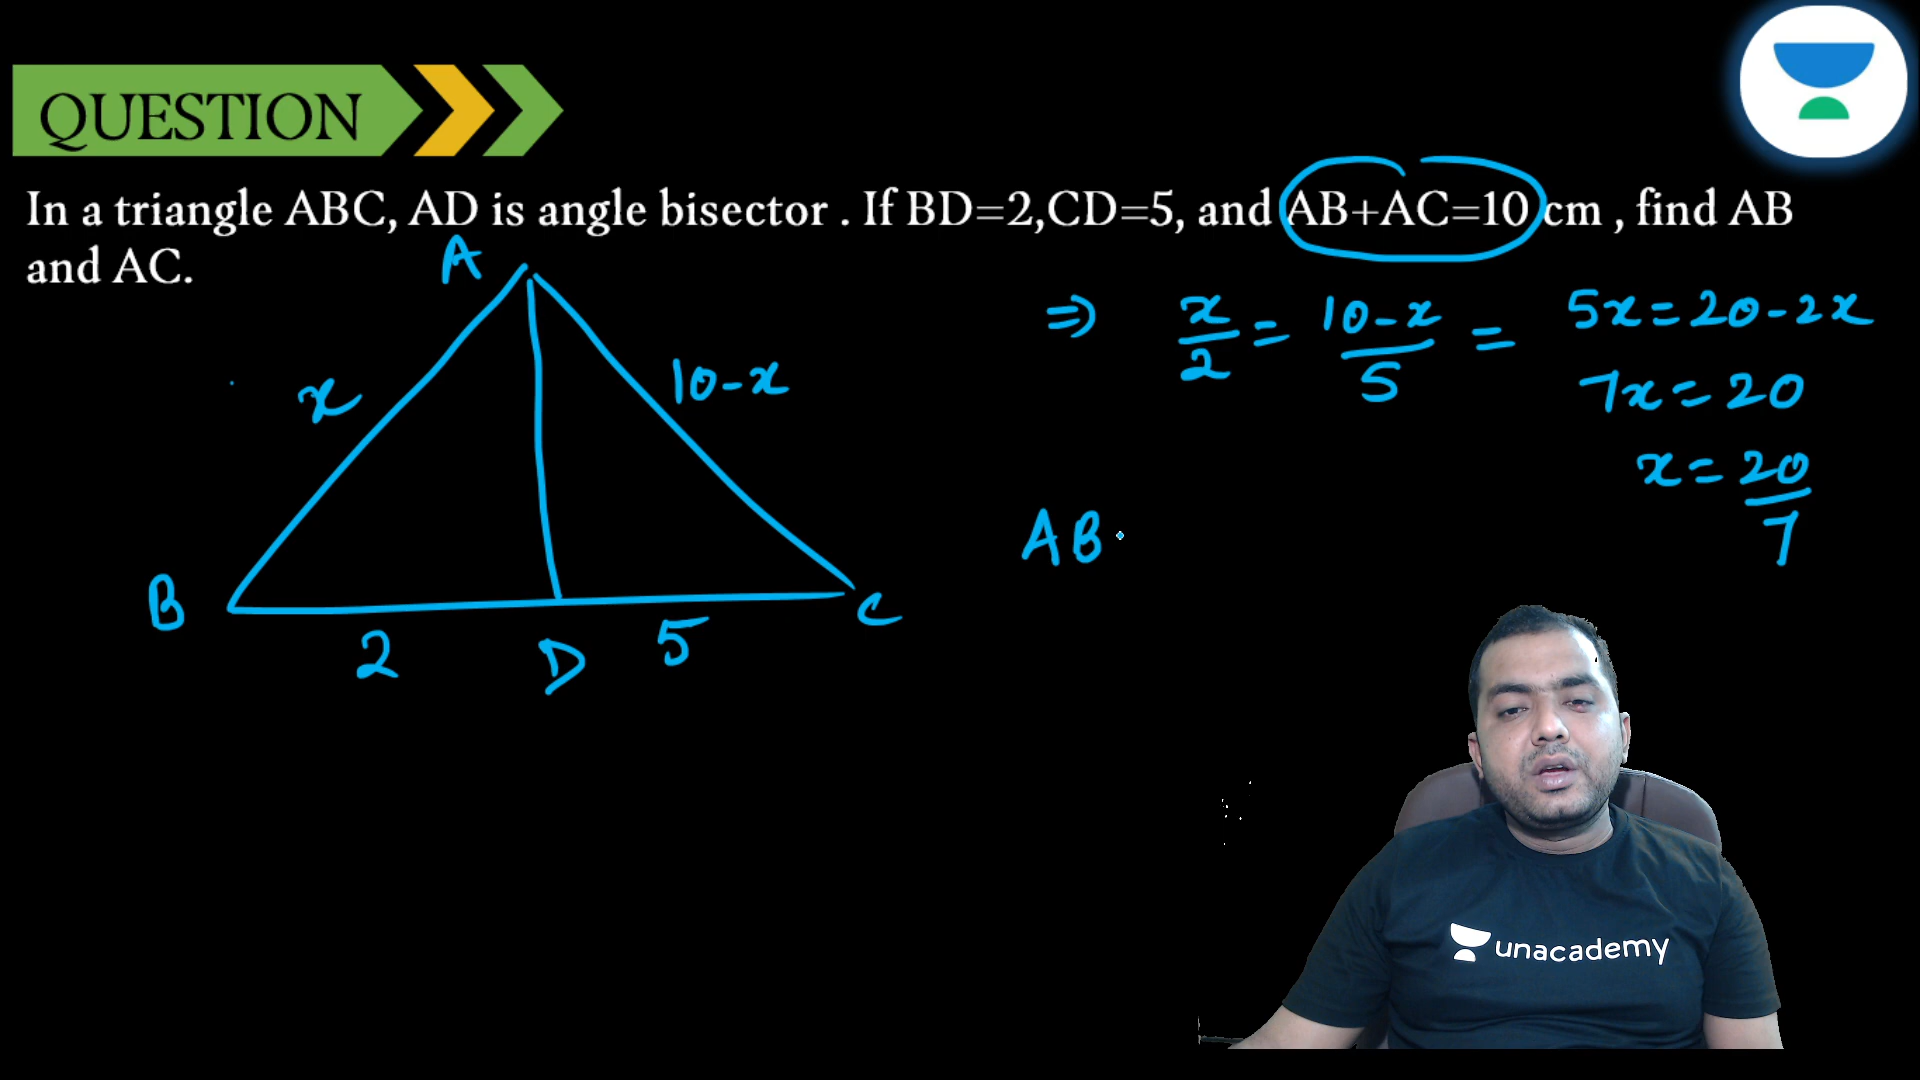 QUESTION
In a triangle ABC, AD is angle bisector . If BD=2,CD=5, and AB+AC=10 cm , find AB
and AC.
A
⇒ x/2 = 10-x/5 = 5x=20-2x
x
10-x
7x=20
x=20/7
AB
B
C
2
D
5
unacademy